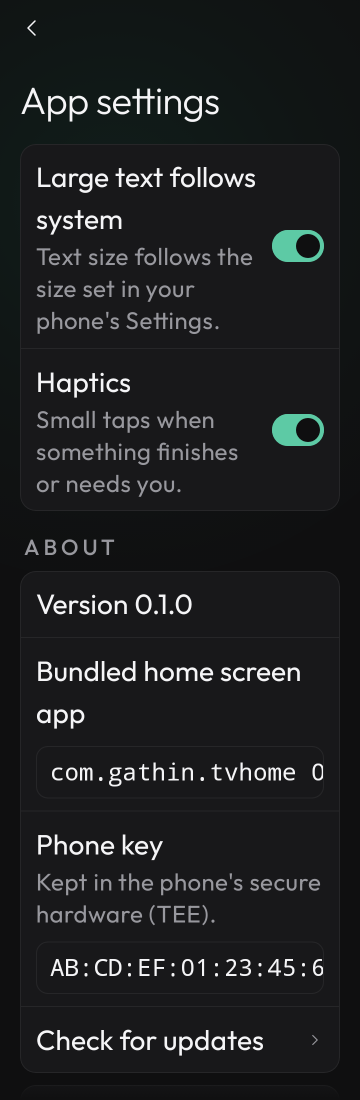 App settings
Large text follows
system
Text size follows the
size set in your
phone's Settings.
Haptics
Small taps when
something finishes
or needs you.
ABOUT
Version 0.1.0
Bundled home screen
app
com.gathin.tvhome
Phone key
Kept in the phone's secure
hardware (TEE).
AB:CD:EF:01:23:45:6
Check for updates